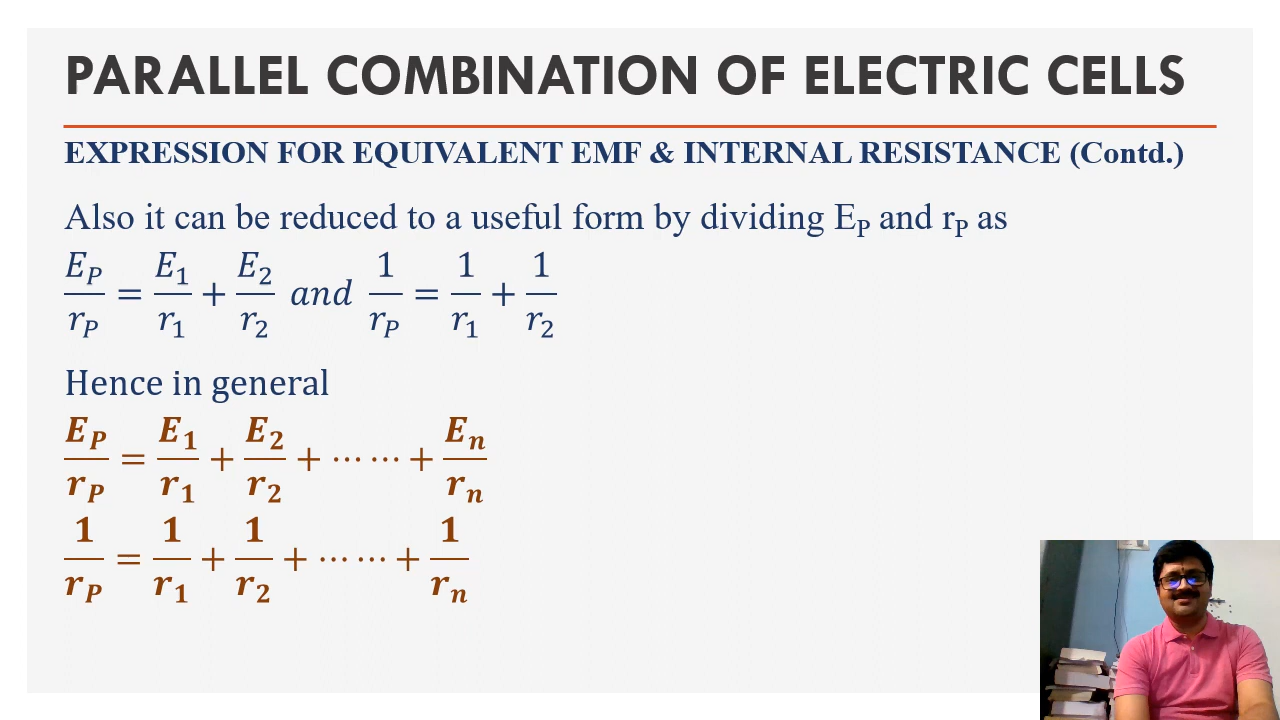 PARALLEL COMBINATION OF ELECTRIC CELLS
EXPRESSION FOR EQUIVALENT EMF & INTERNAL RESISTANCE (Contd.)
Also it can be reduced to a useful form by dividing E_P and r_P as
E_P/r_P = E_1/r_1 + E_2/r_2 and 1/r_P = 1/r_1 + 1/r_2
Hence in general
E_P/r_P = E_1/r_1 + E_2/r_2 + ⋯ ⋯ + E_n/r_n
1/r_P = 1/r_1 + 1/r_2 + ⋯ ⋯ + 1/r_n